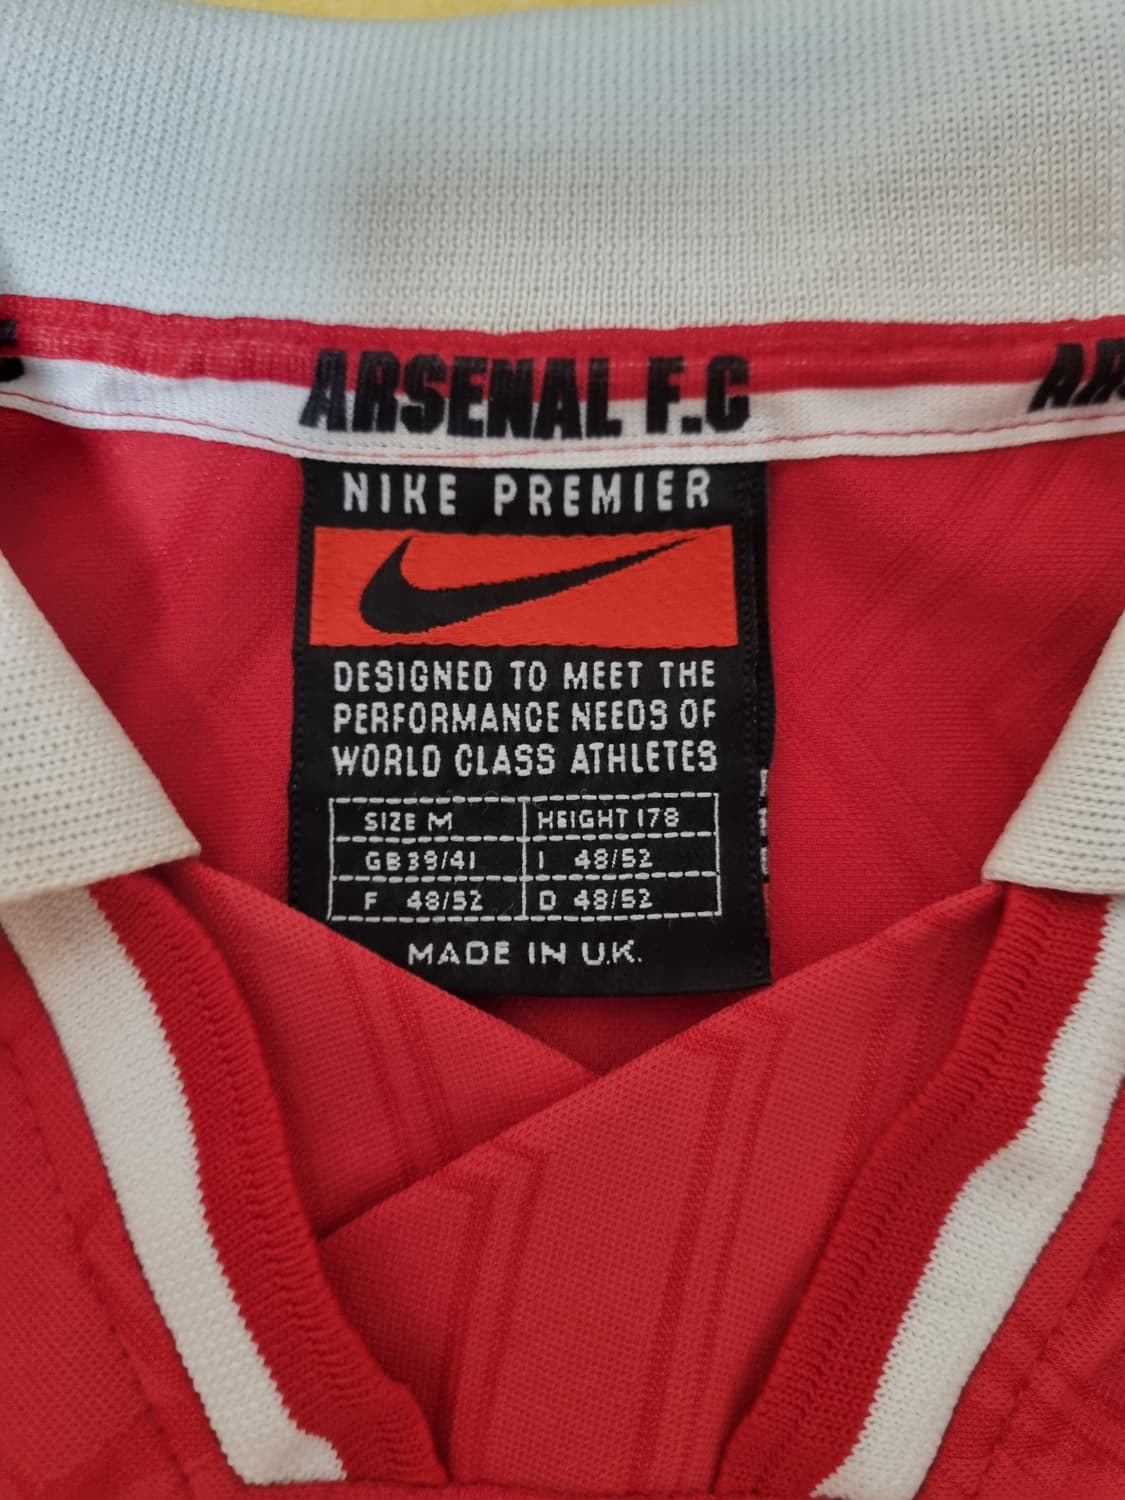 ARSENAL F.C
NIKE PREMIER
DESIGNED TO MEET THE
PERFORMANCE NEEDS OF
WORLD CLASS ATHLETES
SIZE M HEIGHT 178
GB 39/41 I 48/52
F 48/52 D 48/52
MADE IN U.K.